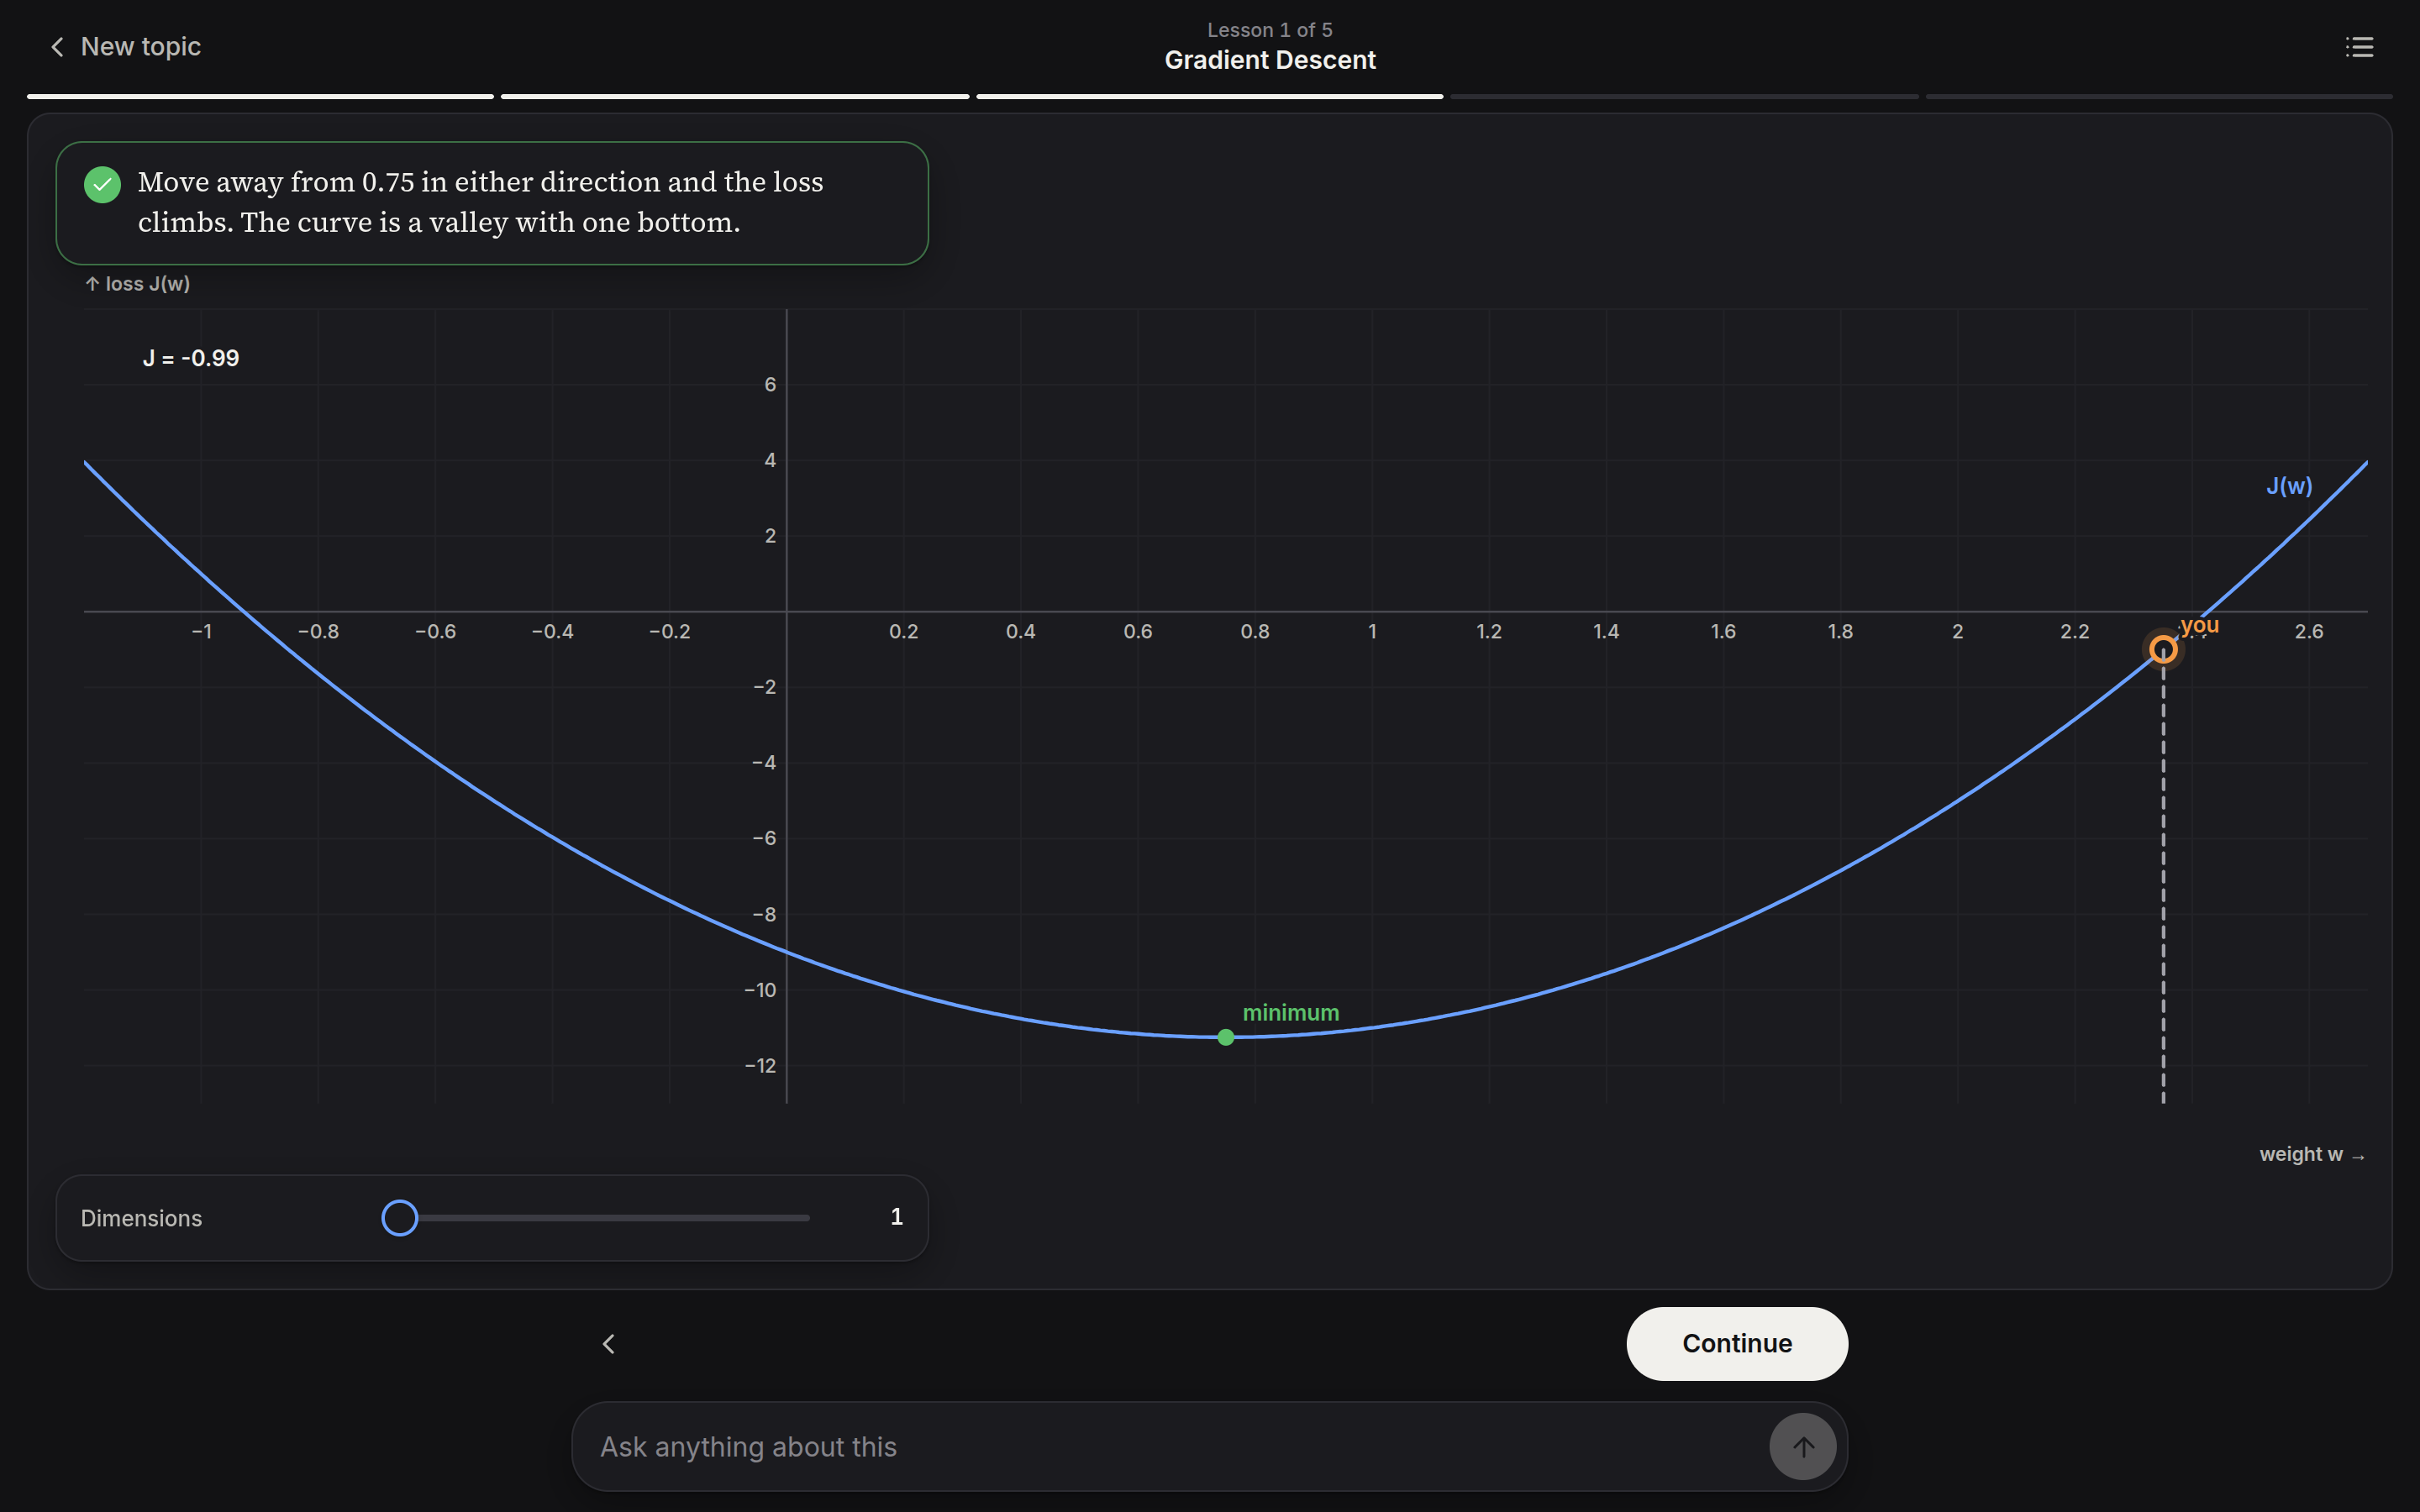 New topic
Lesson 1 of 5
Gradient Descent
Move away from 0.75 in either direction and the loss
climbs. The curve is a valley with one bottom.
↑ loss J(w)
J = -0.99
6
4
J(w)
2
−1 −0.8 −0.6 −0.4 −0.2 0.2 0.4 0.6 0.8 1 1.2 1.4 1.6 1.8 2 2.2 2.6
you
−2
−4
−6
−8
−10
minimum
−12
weight w →
Dimensions 1
Continue
Ask anything about this